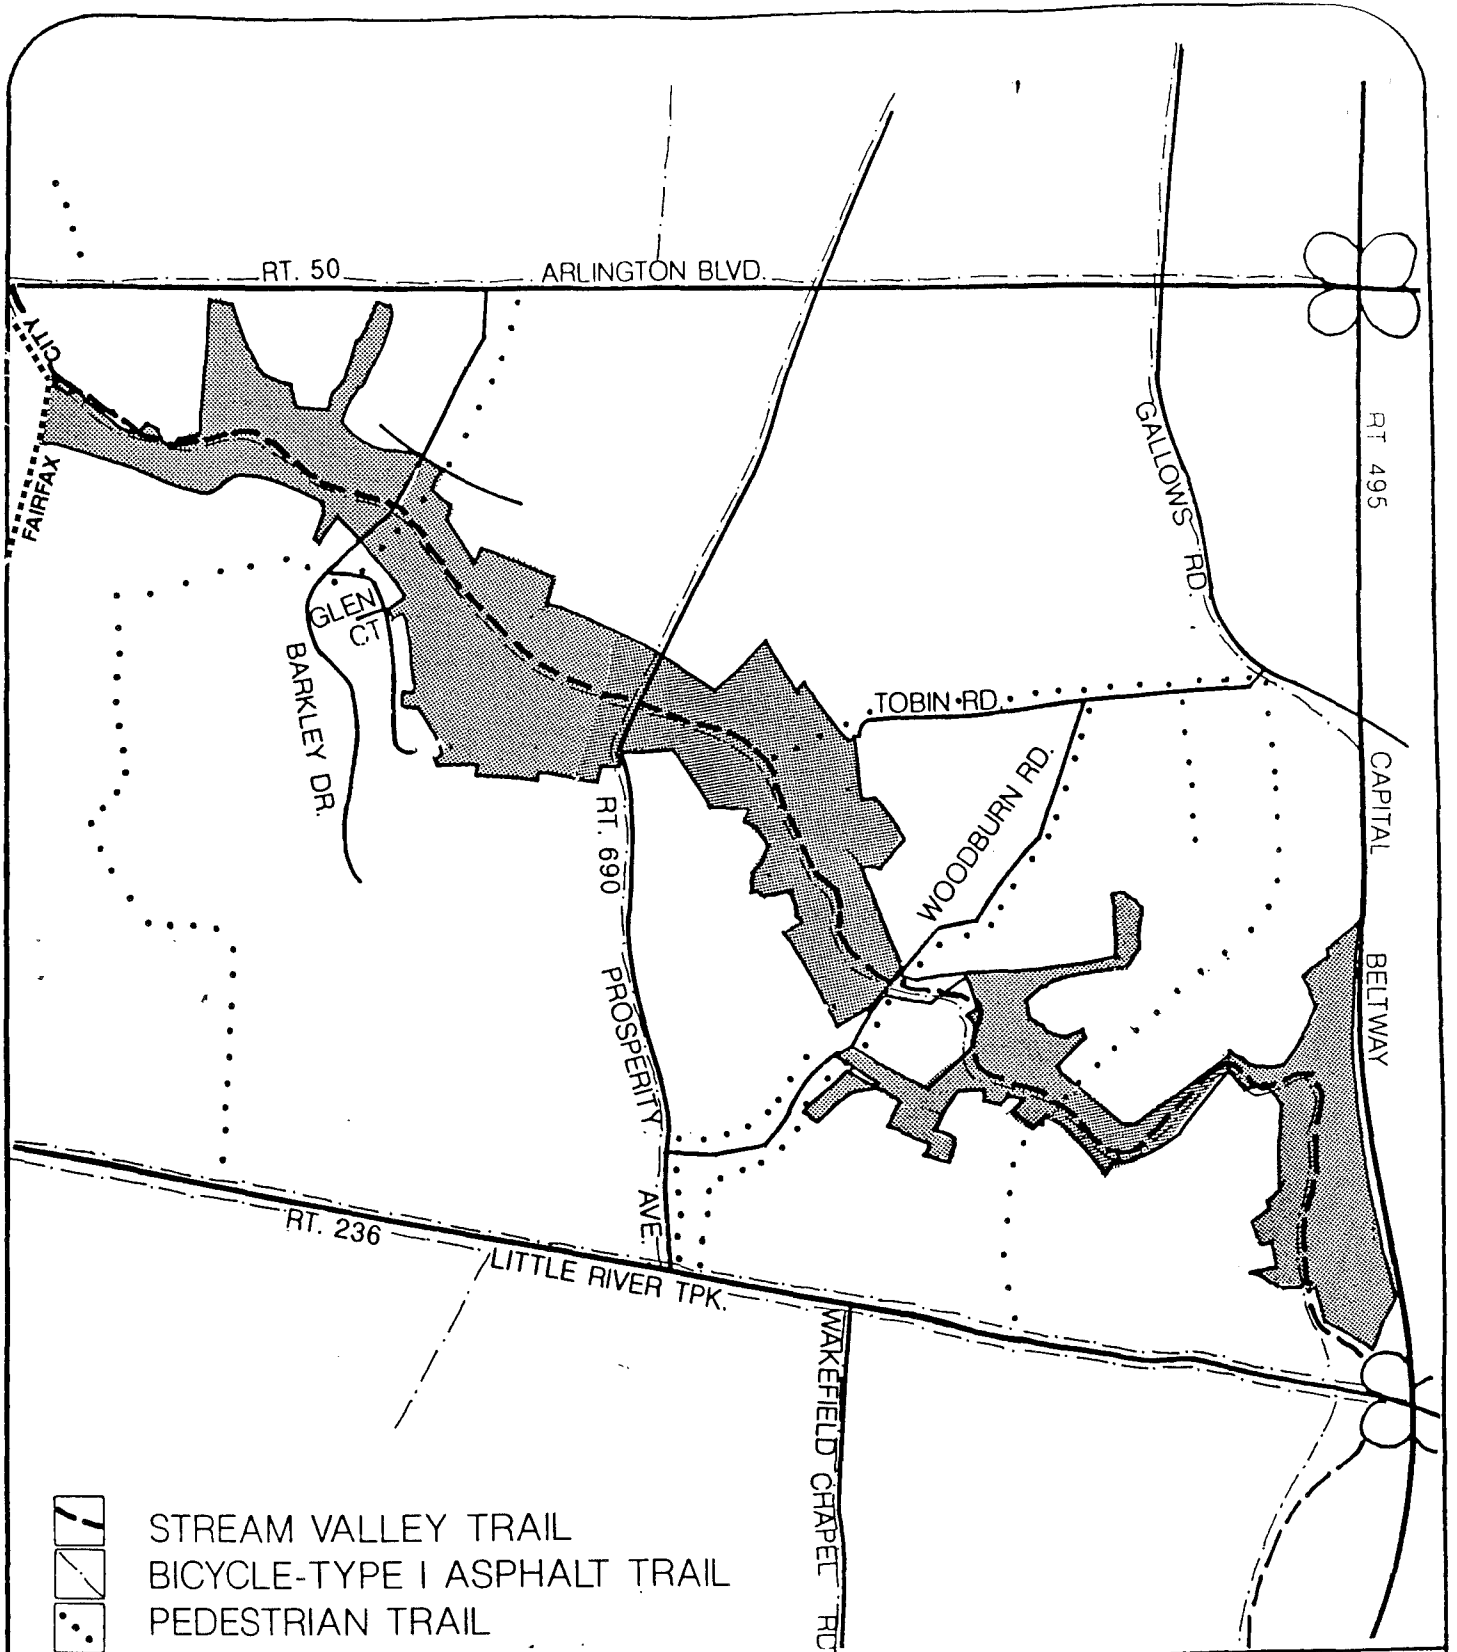 RT. 50
ARLINGTON BLVD.
CITY
FAIRFAX
GALLOWS RD.
RT 495
GLEN
CT
BARKLEY DR.
TOBIN RD.
WOODBURN RD.
CAPITAL BELTWAY
RT. 690
PROSPERITY AVE.
RT. 236
LITTLE RIVER TPK.
WAKEFIELD CHAPEL RD
STREAM VALLEY TRAIL
BICYCLE-TYPE I ASPHALT TRAIL
PEDESTRIAN TRAIL